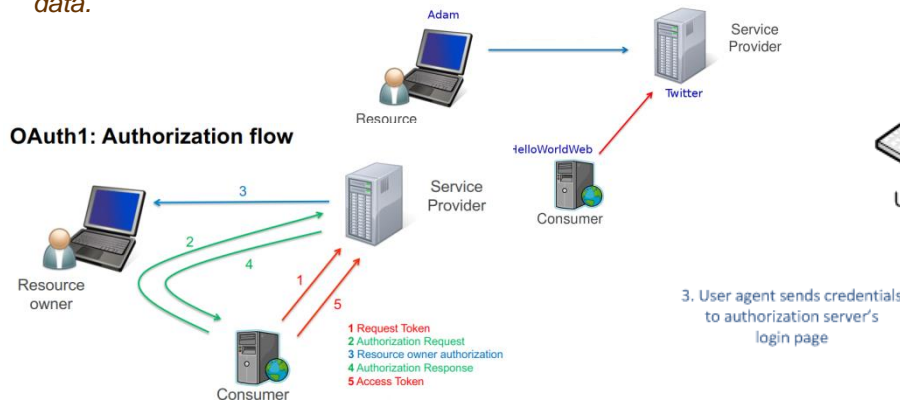 data.
Adam
Service
Provider
Twitter
Resource
HelloWorldWeb
Consumer
OAuth1: Authorization flow
3
Service
Provider
2
4
1
5
Resource
owner
Consumer
1 Request Token
2 Authorization Request
3 Resource owner authorization
4 Authorization Response
5 Access Token
U
3. User agent sends credentials
to authorization server's
login page